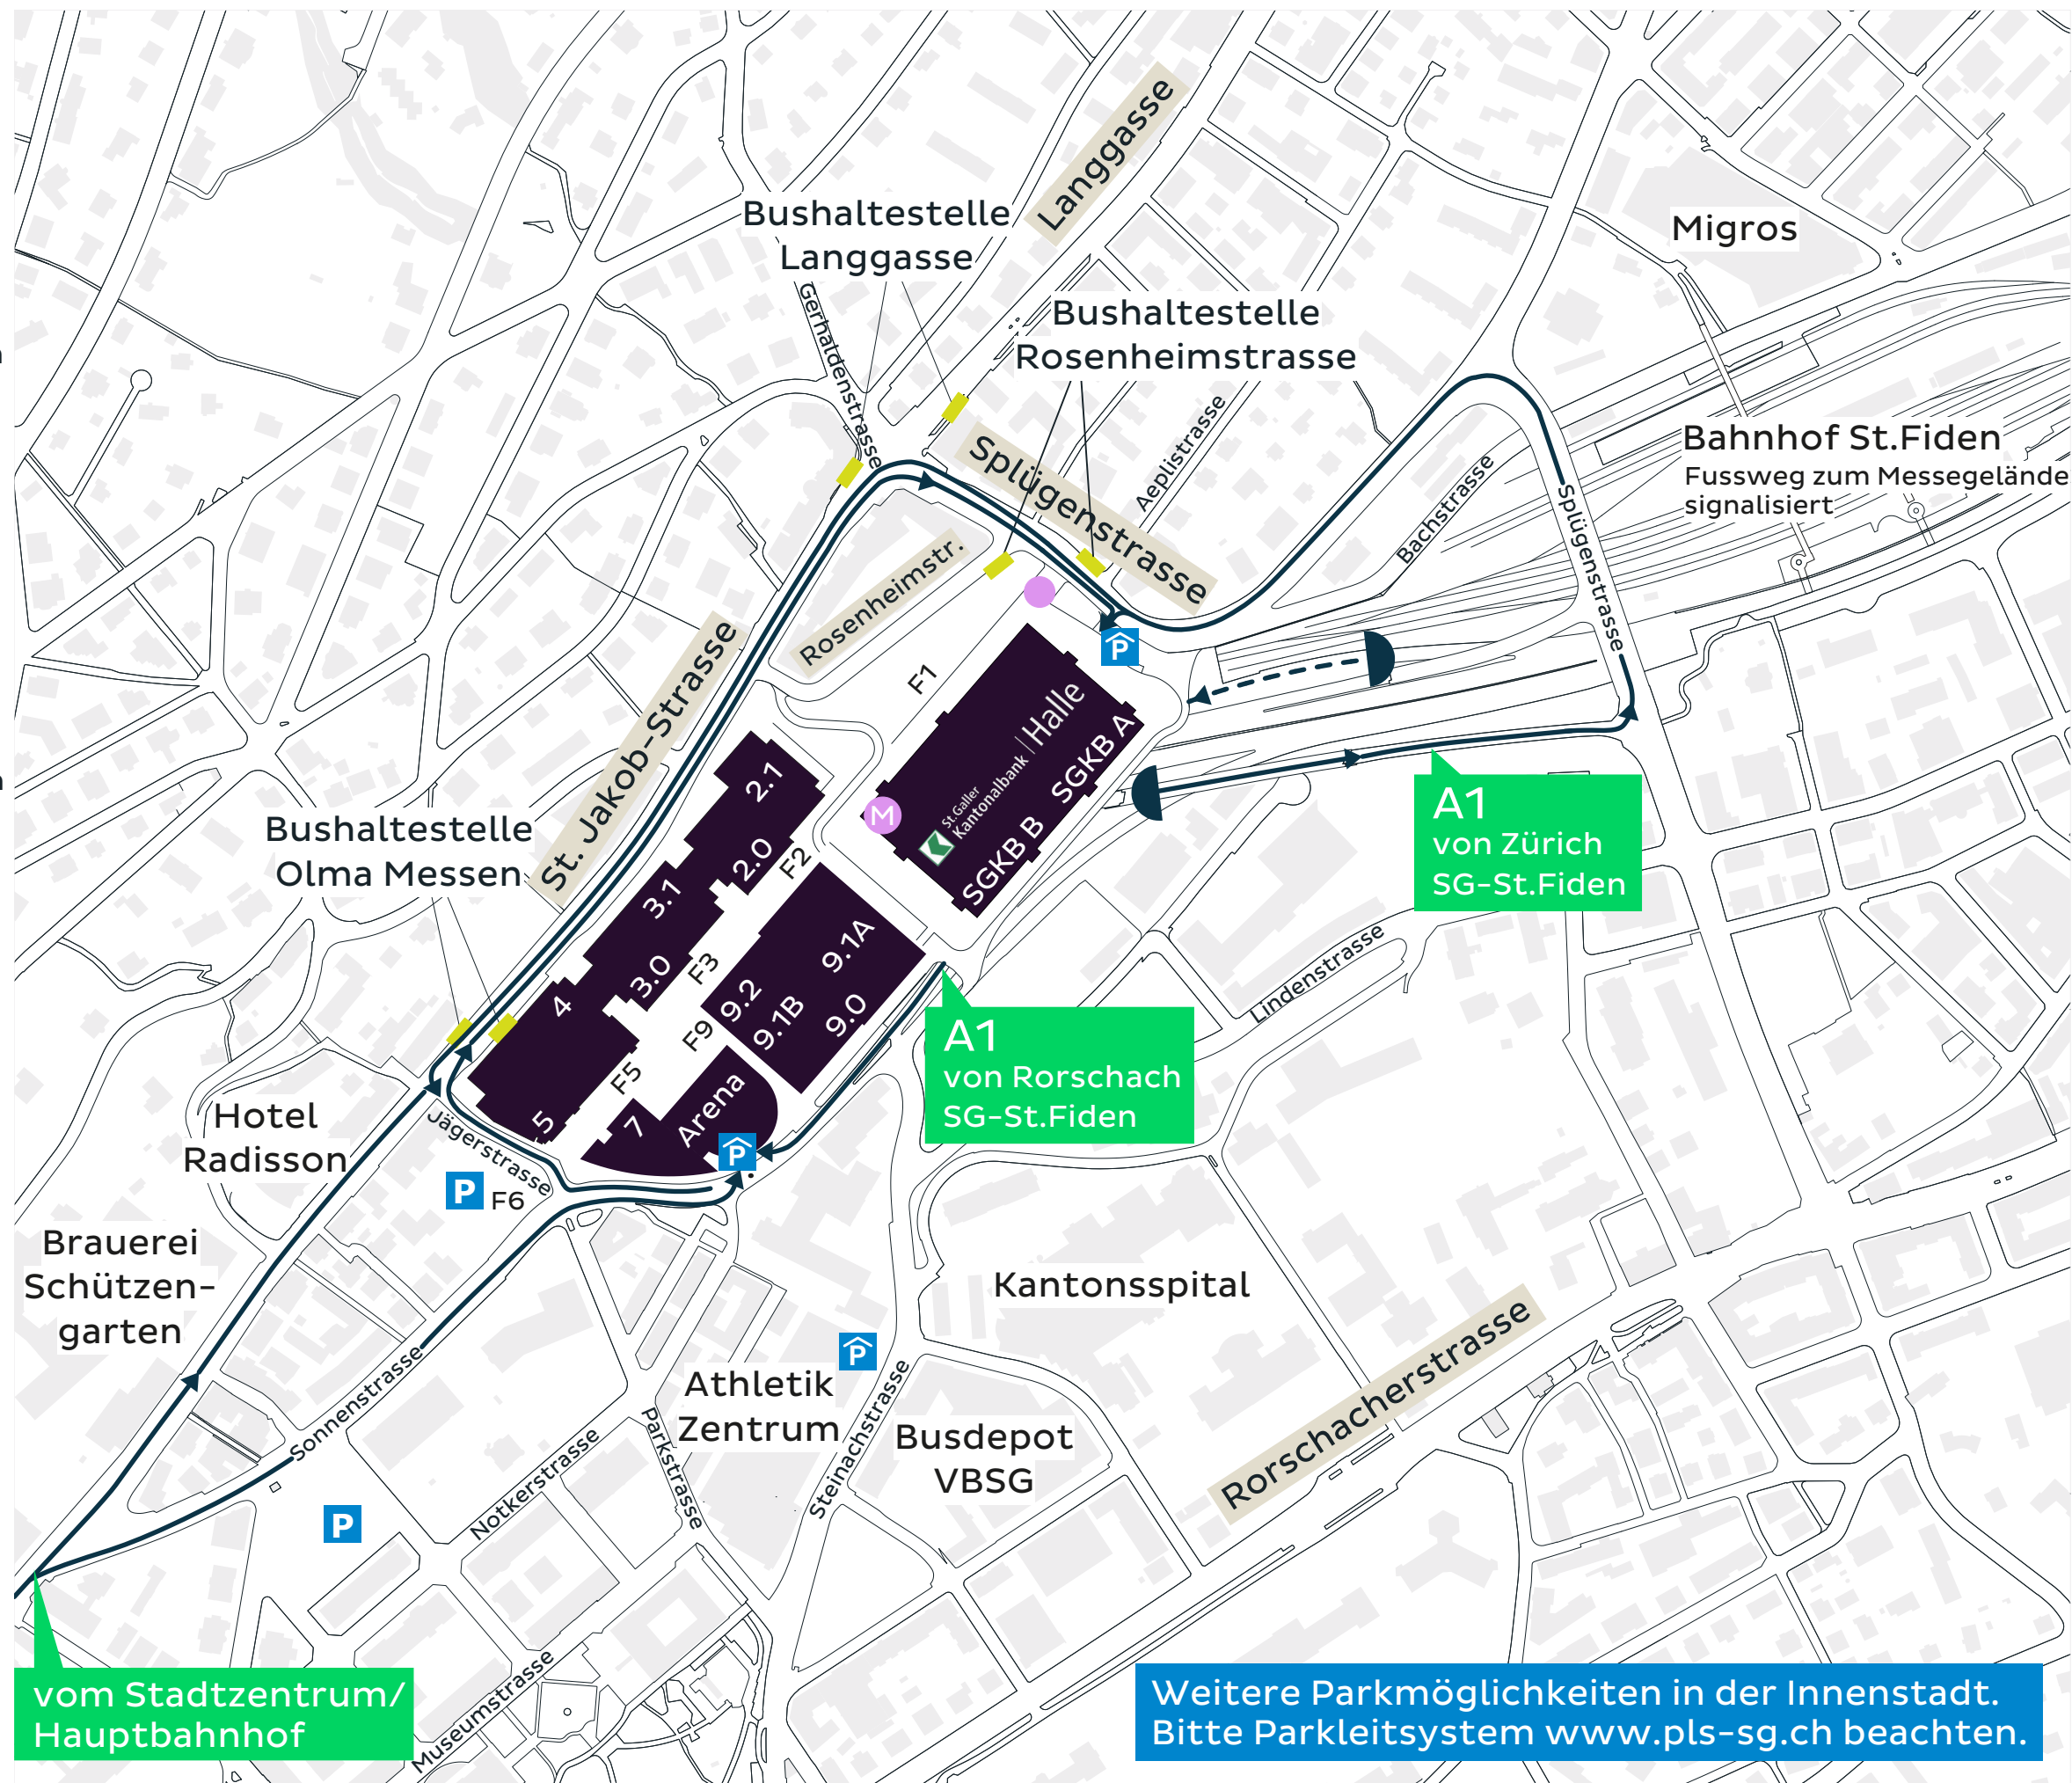 Langgasse
Bushaltestelle
Langgasse
Migros
Gerhaldenstrasse
Bushaltestelle
Rosenheimstrasse
Aeplistrasse
Splügenstrasse
Bachstrasse
Bahnhof St.Fiden
Fussweg zum Messegelände
signalisiert
Splügenstrasse
Rosenheimstr.
St. Jakob-Strasse
P
F1
St.Galler
Kantonalbank
Halle
SGKB A
SGKB B
M
2.1
2.0
F2
3.1
3.0
F3
Bushaltestelle
Olma Messen
A1
von Zürich
SG-St.Fiden
9.1A
9.2
9.1B
9.0
F9
4
5
F5
7
Arena
P
Lindenstrasse
A1
von Rorschach
SG-St.Fiden
Hotel
Radisson
Jägerstrasse
P
F6
Brauerei
Schützen-
garten
Kantonsspital
Sonnenstrasse
P
Athletik
Zentrum
Steinachstrasse
Busdepot
VBSG
Rorschacherstrasse
Parkstrasse
Notkerstrasse
P
Museumstrasse
vom Stadtzentrum/
Hauptbahnhof
Weitere Parkmöglichkeiten in der Innenstadt.
Bitte Parkleitsystem www.pls-sg.ch beachten.